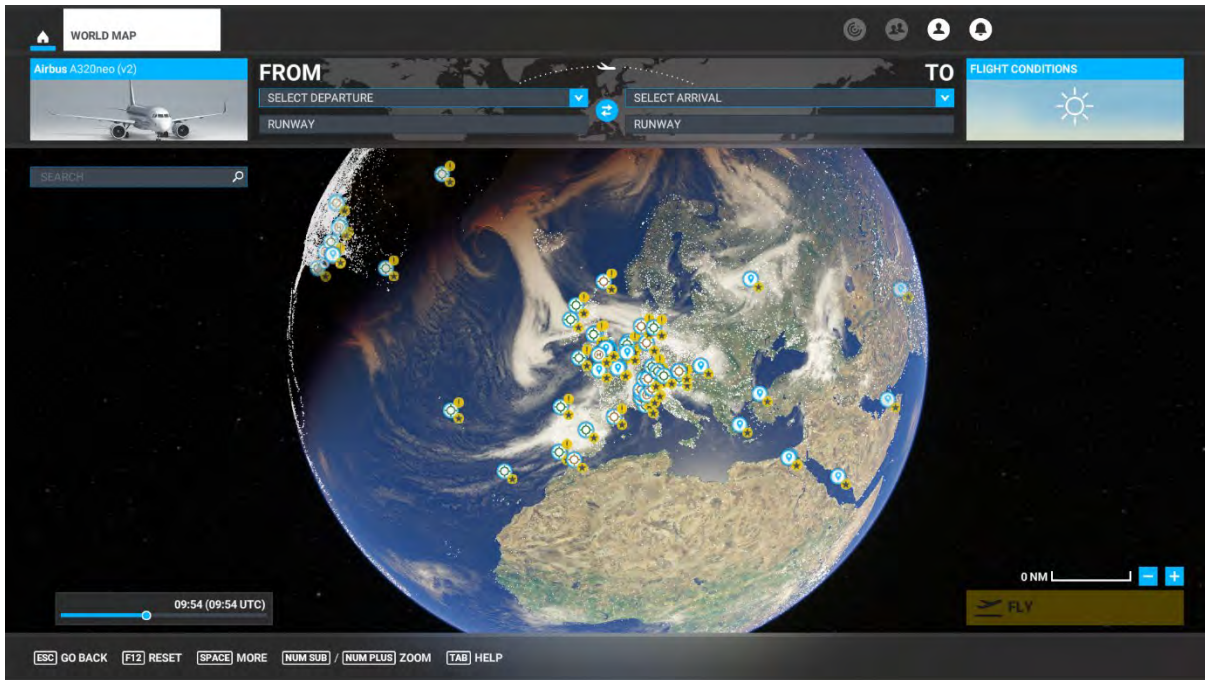 WORLD MAP
Airbus A320neo (v2)
FROM
TO
FLIGHT CONDITIONS
SELECT DEPARTURE
SELECT ARRIVAL
RUNWAY
RUNWAY
SEARCH
0 NM
FLY
09:54 (09:54 UTC)
ESC GO BACK F12 RESET SPACE MORE NUM SUB / NUM PLUS ZOOM TAB HELP